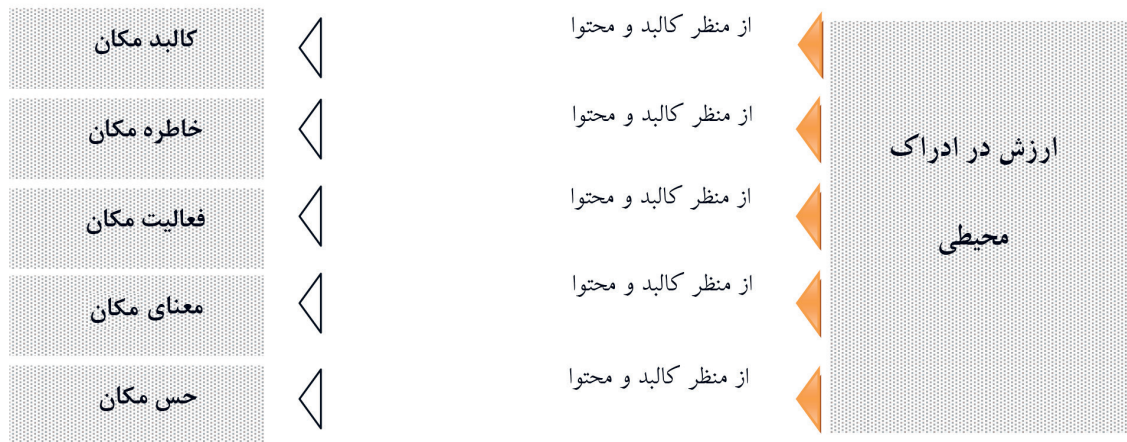 ارزش در ادراک
محیطی
از منظر کالبد و محتوا
کالبد مکان
از منظر کالبد و محتوا
خاطره مکان
از منظر کالبد و محتوا
فعالیت مکان
از منظر کالبد و محتوا
معنای مکان
از منظر کالبد و محتوا
حس مکان